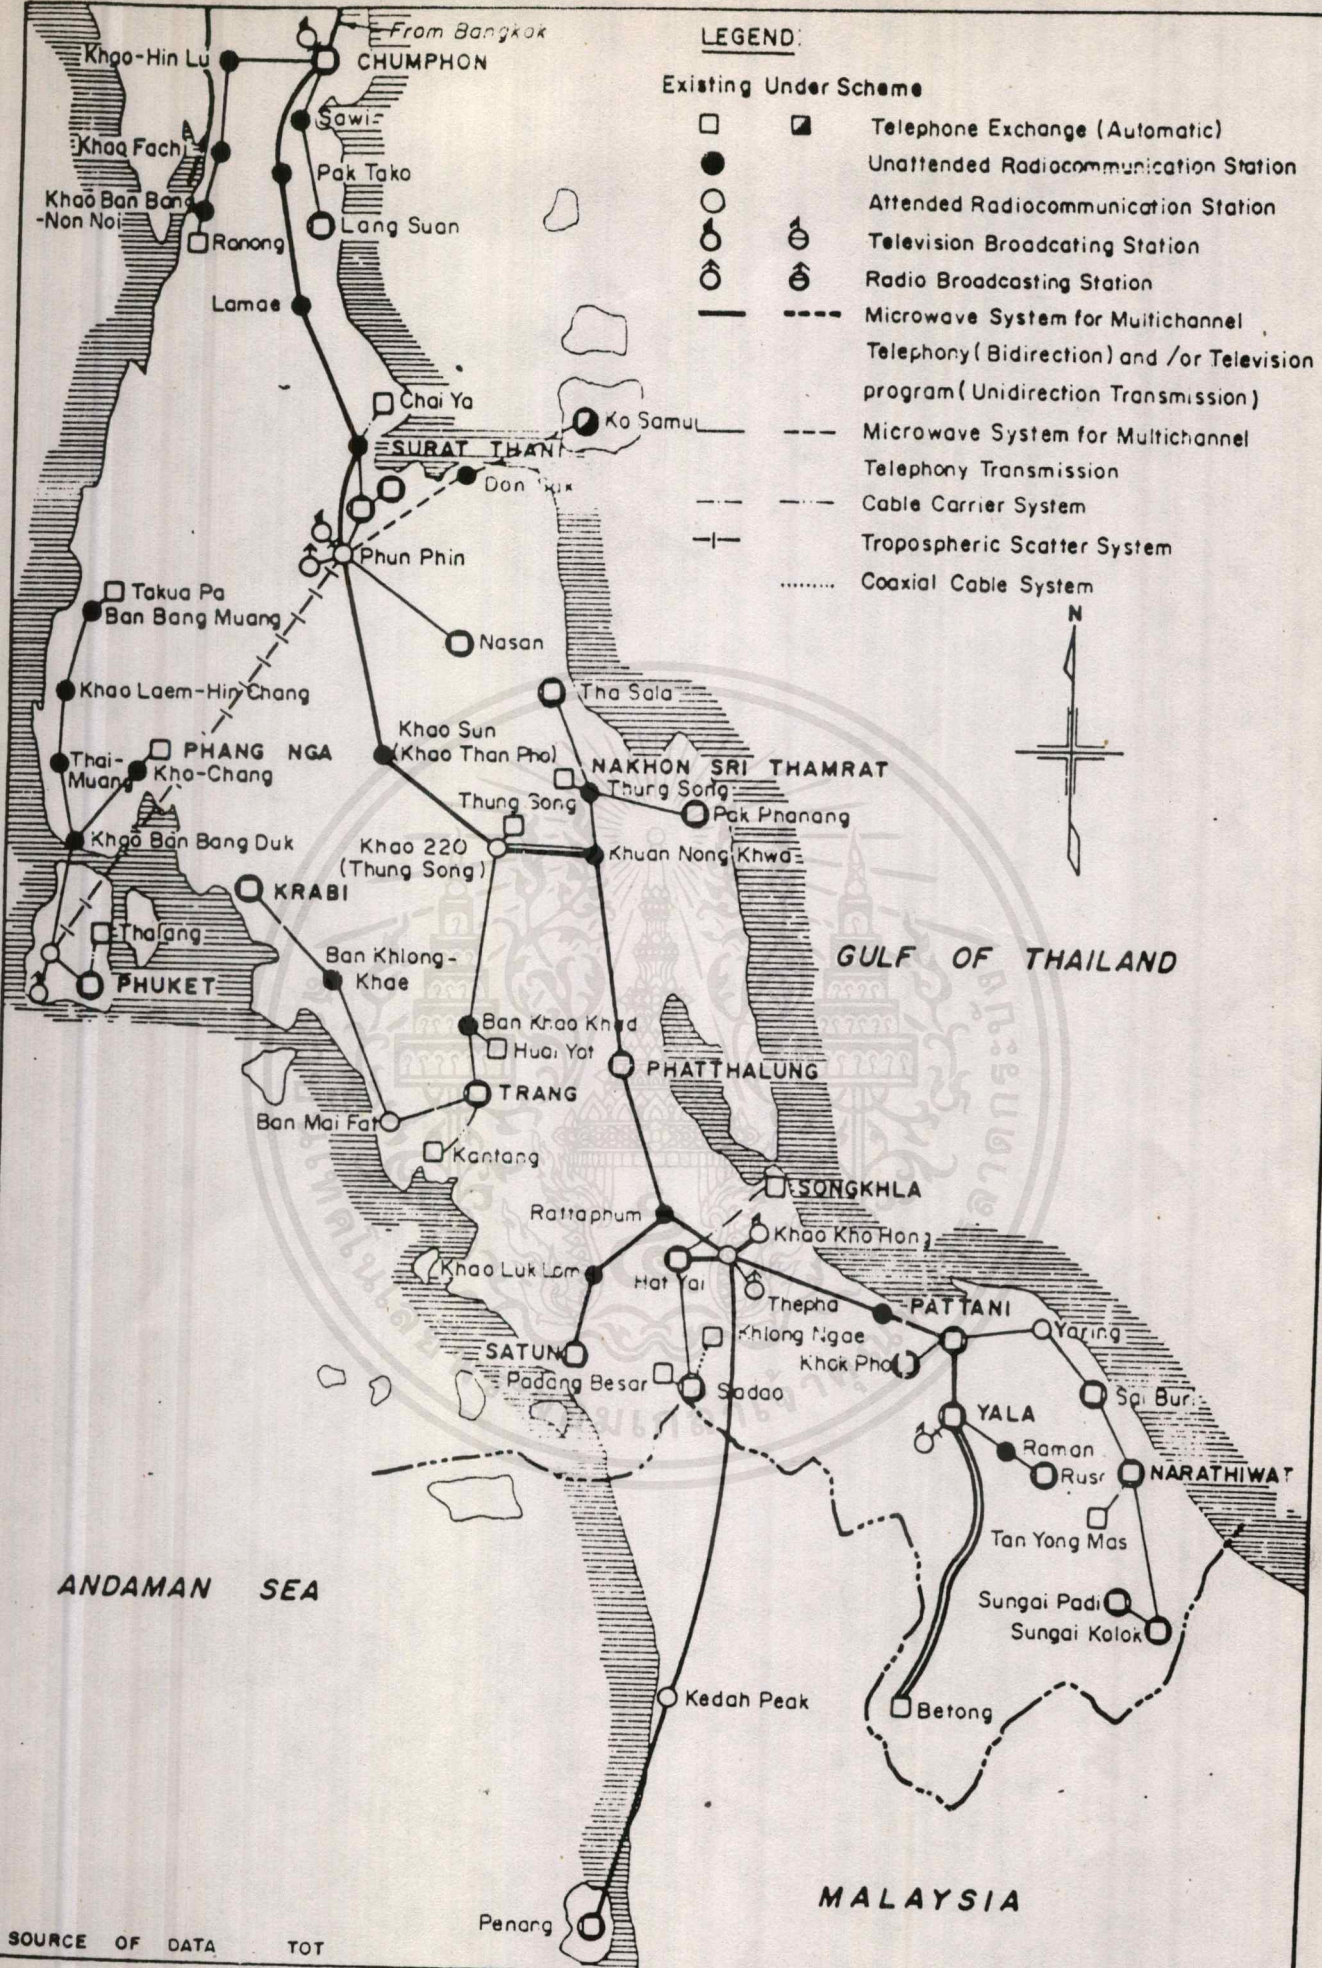 From Bangkok
Khao-Hin Lu
CHUMPHON
Sawi
Khao Fachi
Pak Tako
Khao Ban Bang
-Non Noi
Ranong
Lang Suan
Lamae
Chai Ya
SURAT THANI
Ko Samui
Don
Phun Phin
Takua Pa
Ban Bang Muang
Nasan
Khao Laem-Hin Chang
Tha Sala
PHANG NGA
Khao Sun
(Khao Than Pho)
Thai-
Muang
Kho-Chang
NAKHON SRI THAMRAT
Thung Song
Thung Song
Pak Phanang
Khao Ban Bang Duk
Khao 220
(Thung Song)
Khuan Nong Khwa
KRABI
Thalang
PHUKET
Ban Khlong-
Khae
GULF OF THAILAND
Ban Khao Khad
Huai Yot
PHATTHALUNG
TRANG
Ban Mai Fat
Kantang
SONGKHLA
Rattaphum
Khao Kho Hong
Khao Luk Lom
Hat Yai
Thepha
PATTANI
SATUN
Khlong Ngae
Khok Pho
Yaring
Padang Besar
Sadao
Sai Buri
YALA
Raman
Rusr
NARATHIWAT
Tan Yong Mas
ANDAMAN SEA
Sungai Padi
Sungai Kolok
Kedah Peak
Betong
MALAYSIA
Penang
SOURCE OF DATA TOT
LEGEND:
Existing Under Scheme
Telephone Exchange (Automatic)
Unattended Radiocommunication Station
Attended Radiocommunication Station
Television Broadcating Station
Radio Broadcasting Station
Microwave System for Multichannel
Telephony (Bidirection) and /or Television
program (Unidirection Transmission)
Microwave System for Multichannel
Telephony Transmission
Cable Carrier System
Tropospheric Scatter System
Coaxial Cable System
N